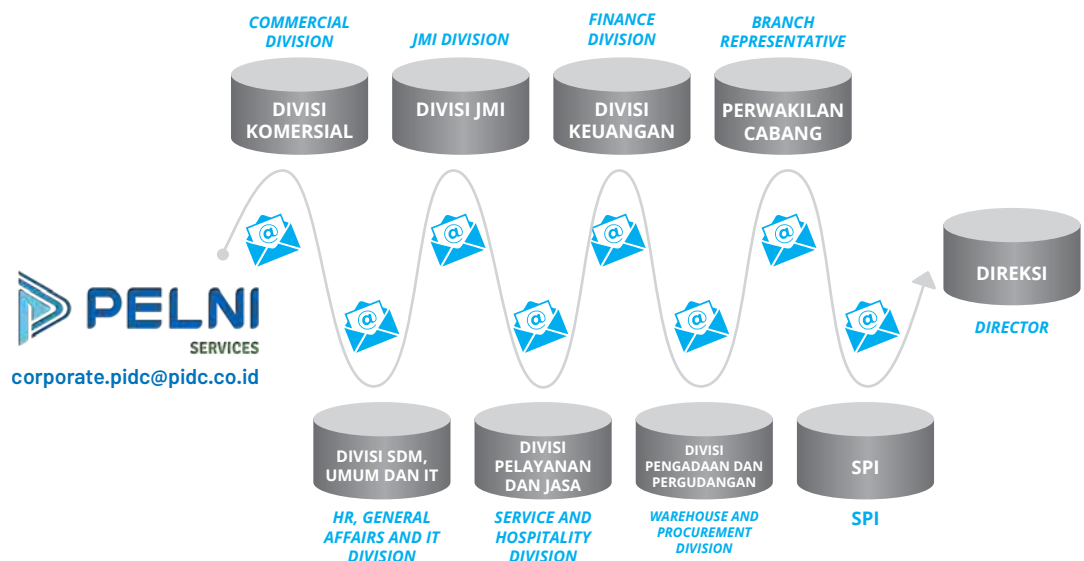 COMMERCIAL
DIVISION
JMI DIVISION
FINANCE
DIVISION
BRANCH
REPRESENTATIVE
DIVISI
KOMERSIAL
DIVISI JMI
DIVISI
KEUANGAN
PERWAKILAN
CABANG
@
@
@
@
DIREKSI
DIRECTOR
PELNI
SERVICES
corporate.pidc@pidc.co.id
@
@
@
@
DIVISI SDM,
UMUM DAN IT
DIVISI
PELAYANAN
DAN JASA
DIVISI
PENGADAAN DAN
PERGUDANGAN
SPI
HR, GENERAL
AFFAIRS AND IT
DIVISION
SERVICE AND
HOSPITALITY
DIVISION
WAREHOUSE AND
PROCUREMENT
DIVISION
SPI